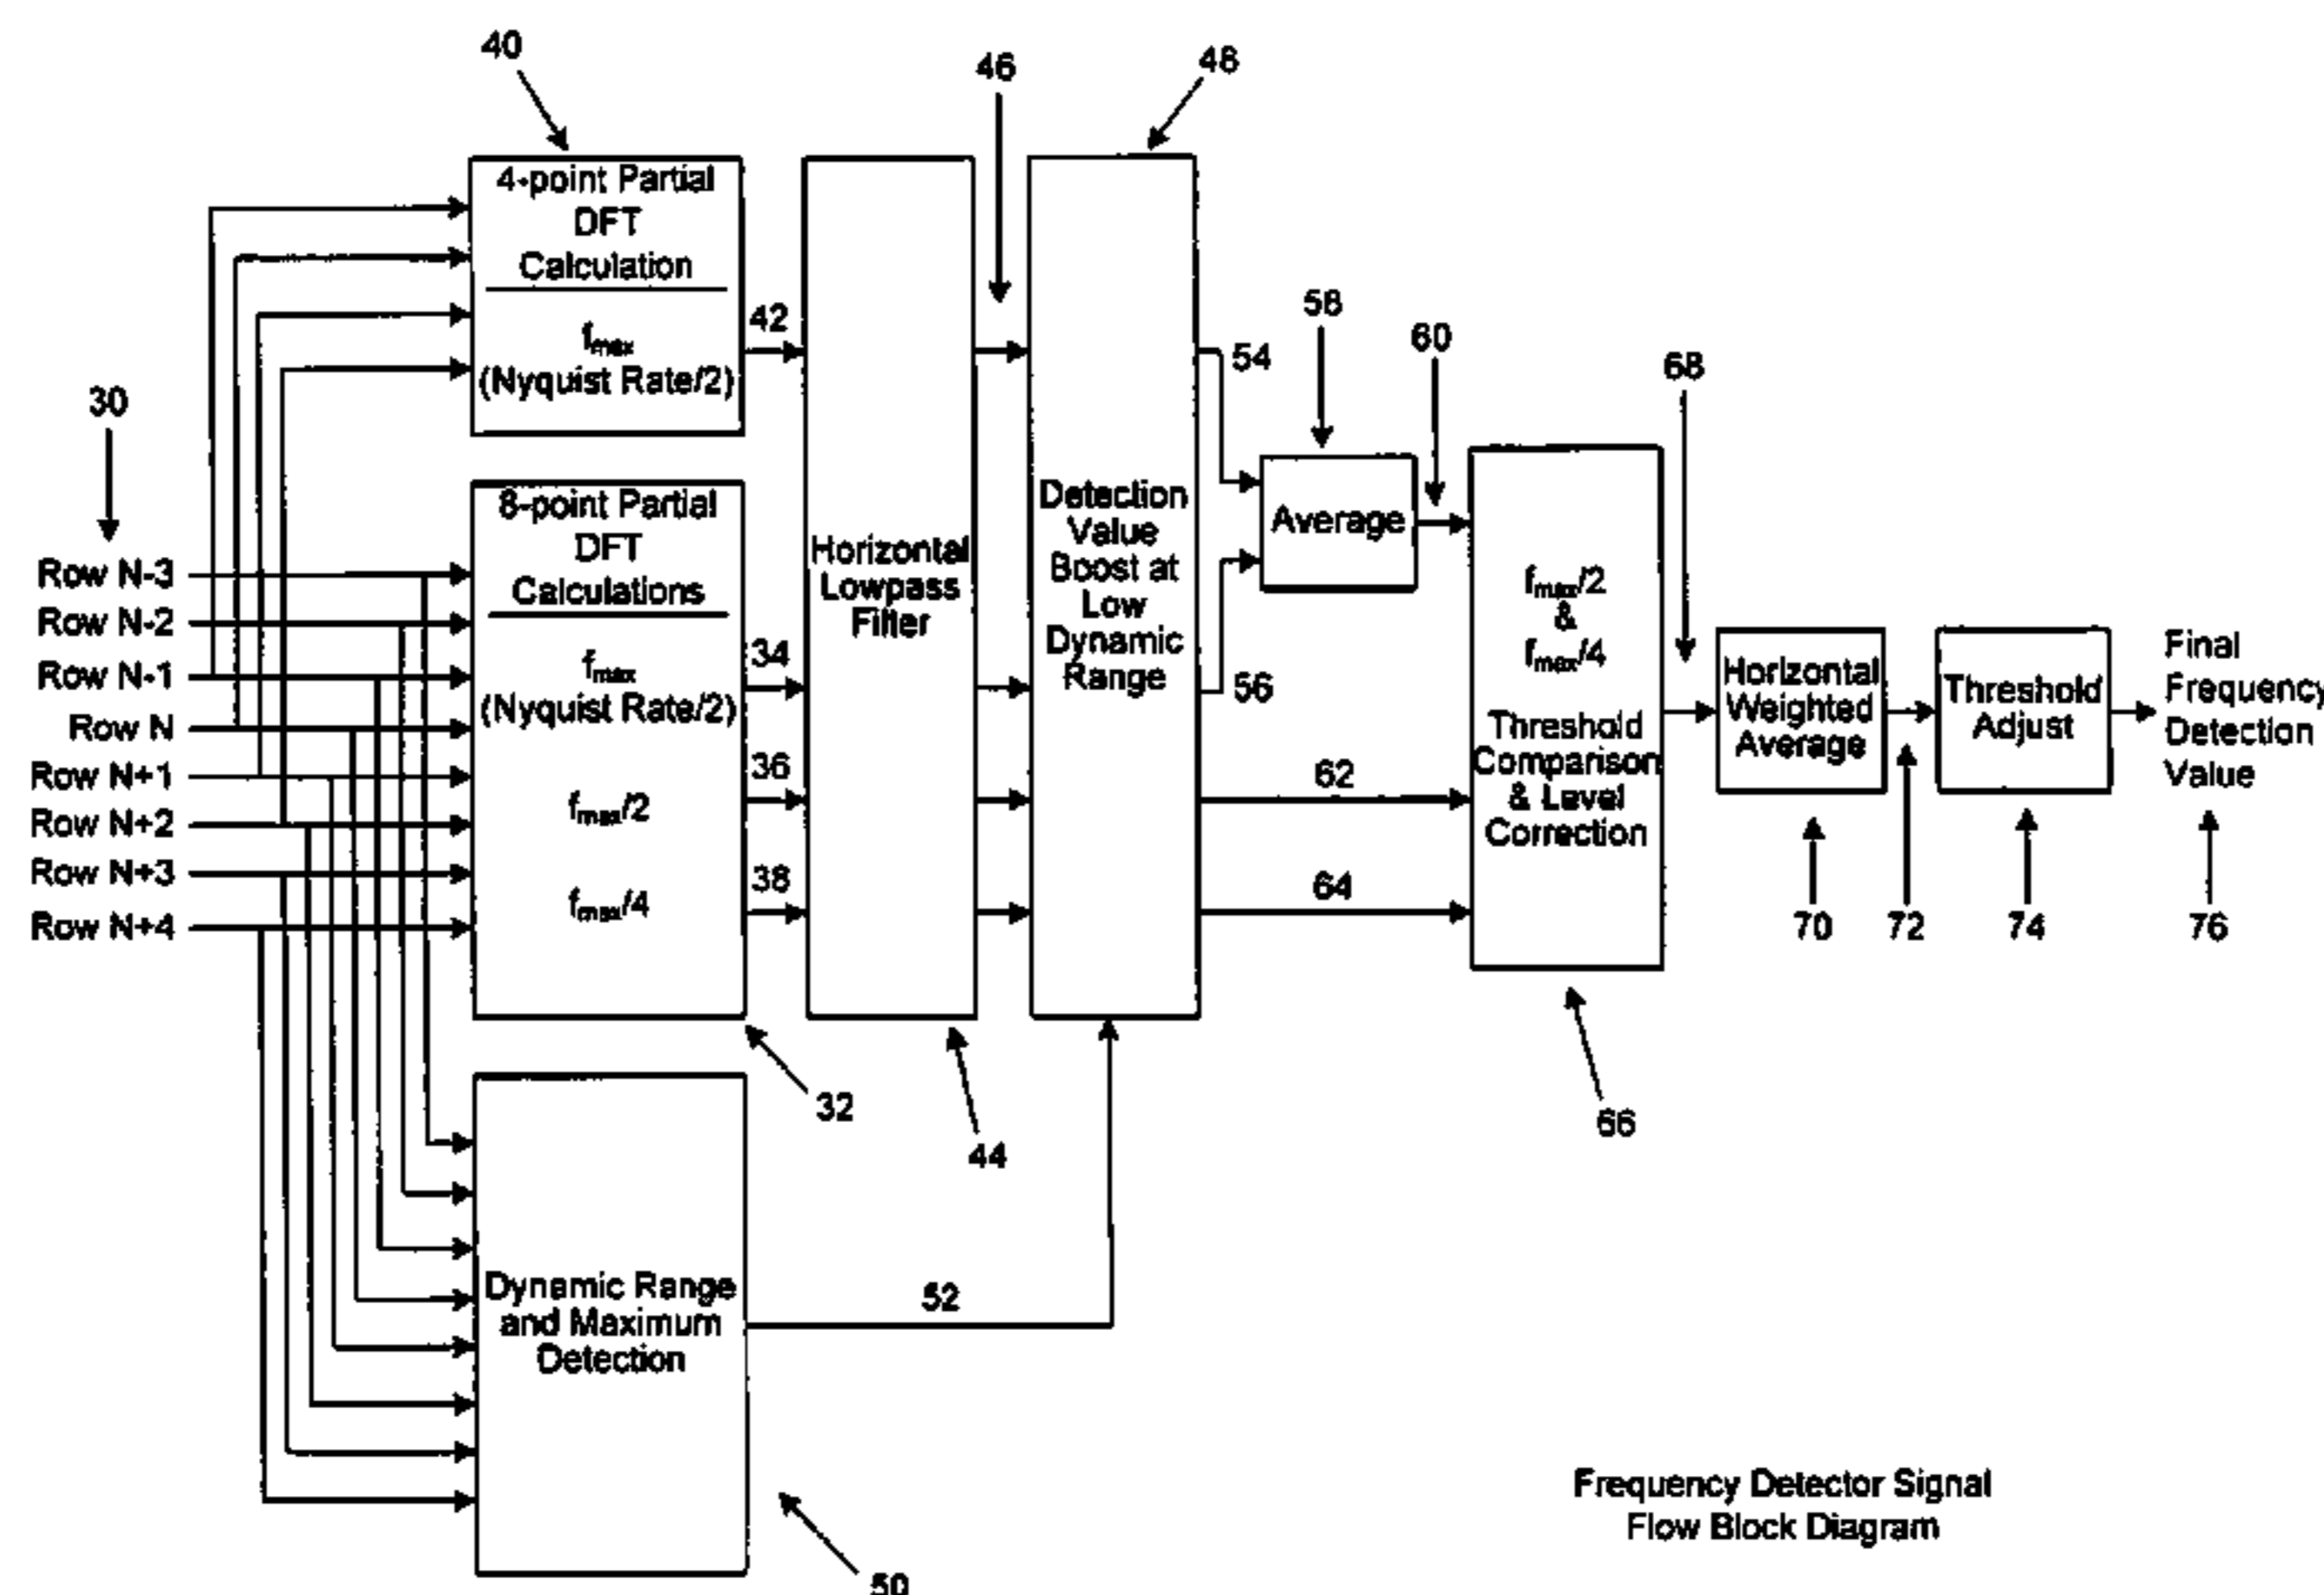 40
46
48
4-point Partial
DFT
Calculation
fmax
(Nyquist Rate/2)
42
58
60
54
68
30
8-point Partial
DFT
Calculations
fmax
(Nyquist Rate/2)
fmax/2
fmax/4
34
36
38
Row N-3
Row N-2
Row N-1
Row N
Row N+1
Row N+2
Row N+3
Row N+4
Horizontal
Lowpass
Filter
Detection
Value
Boost at
Low
Dynamic
Range
Average
56
62
64
fmax/2
&
fmax/4
Threshold
Comparison
& Level
Correction
Horizontal
Weighted
Average
Threshold
Adjust
Final
Frequency
Detection
Value
70
72
74
76
32
44
66
Dynamic Range
and Maximum
Detection
52
50
Frequency Detector Signal
Flow Block Diagram